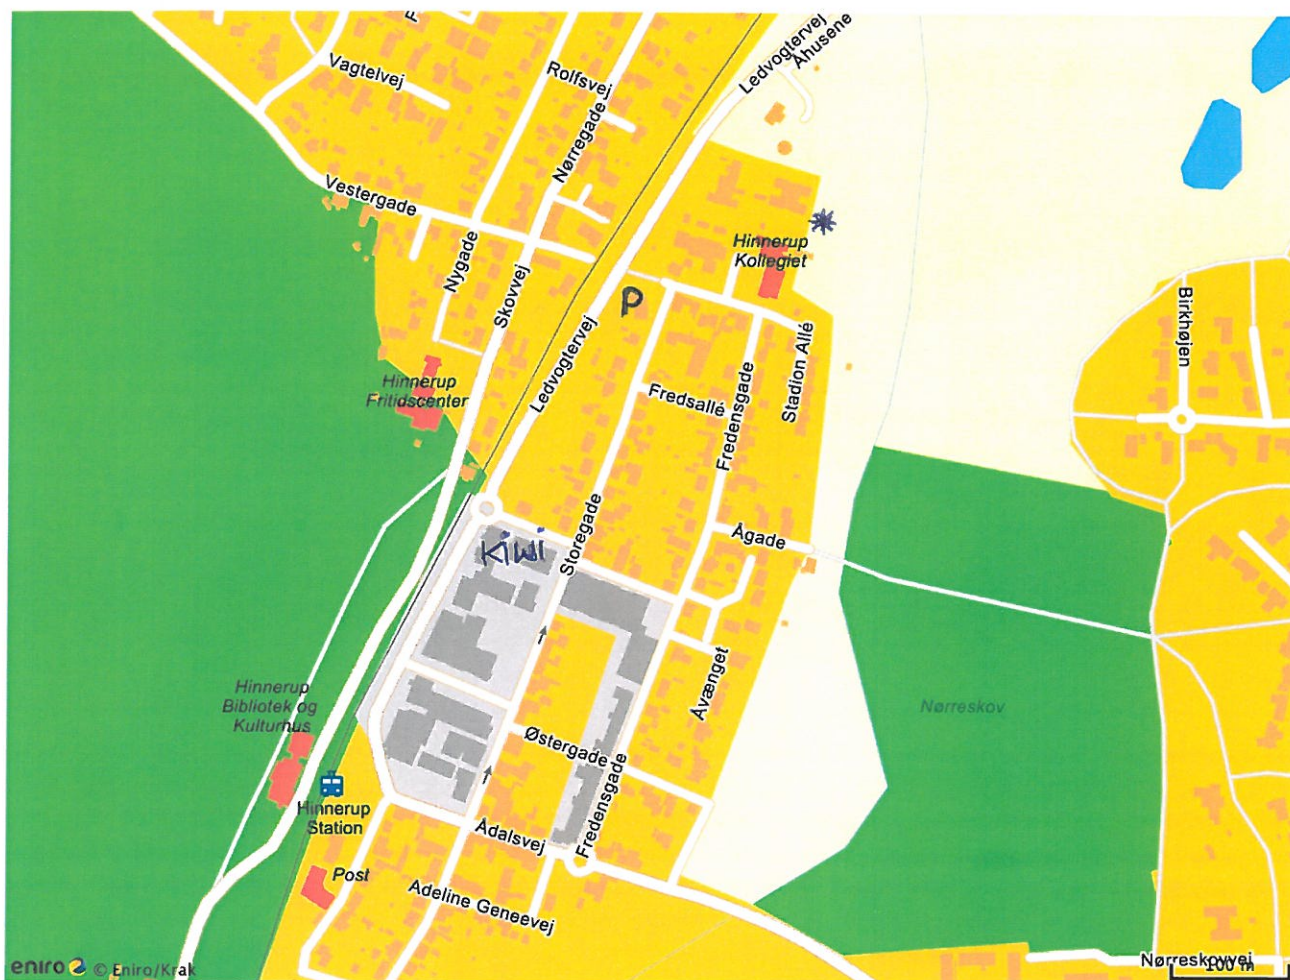 Ledvogtervej
Åhusene
Vagtelvej
Rolfsvej
Nørregade
Vestergade
Hinnerup
Kollegiet
Nygade
Skovvej
P
Birkhøjen
Ledvogtervej
Stadion Allé
Hinnerup
Fritidscenter
Fredsallé
Fredensgade
Storegade
Ågade
Kiwi
Hinnerup
Bibliotek og
Kulturhus
Åvænget
Nørreskov
Østergade
Fredensgade
Hinnerup
Station
Ådalsvej
Post
Adeline Geneevej
Nørreskovvej
100 m
eniro © Eniro/Krak